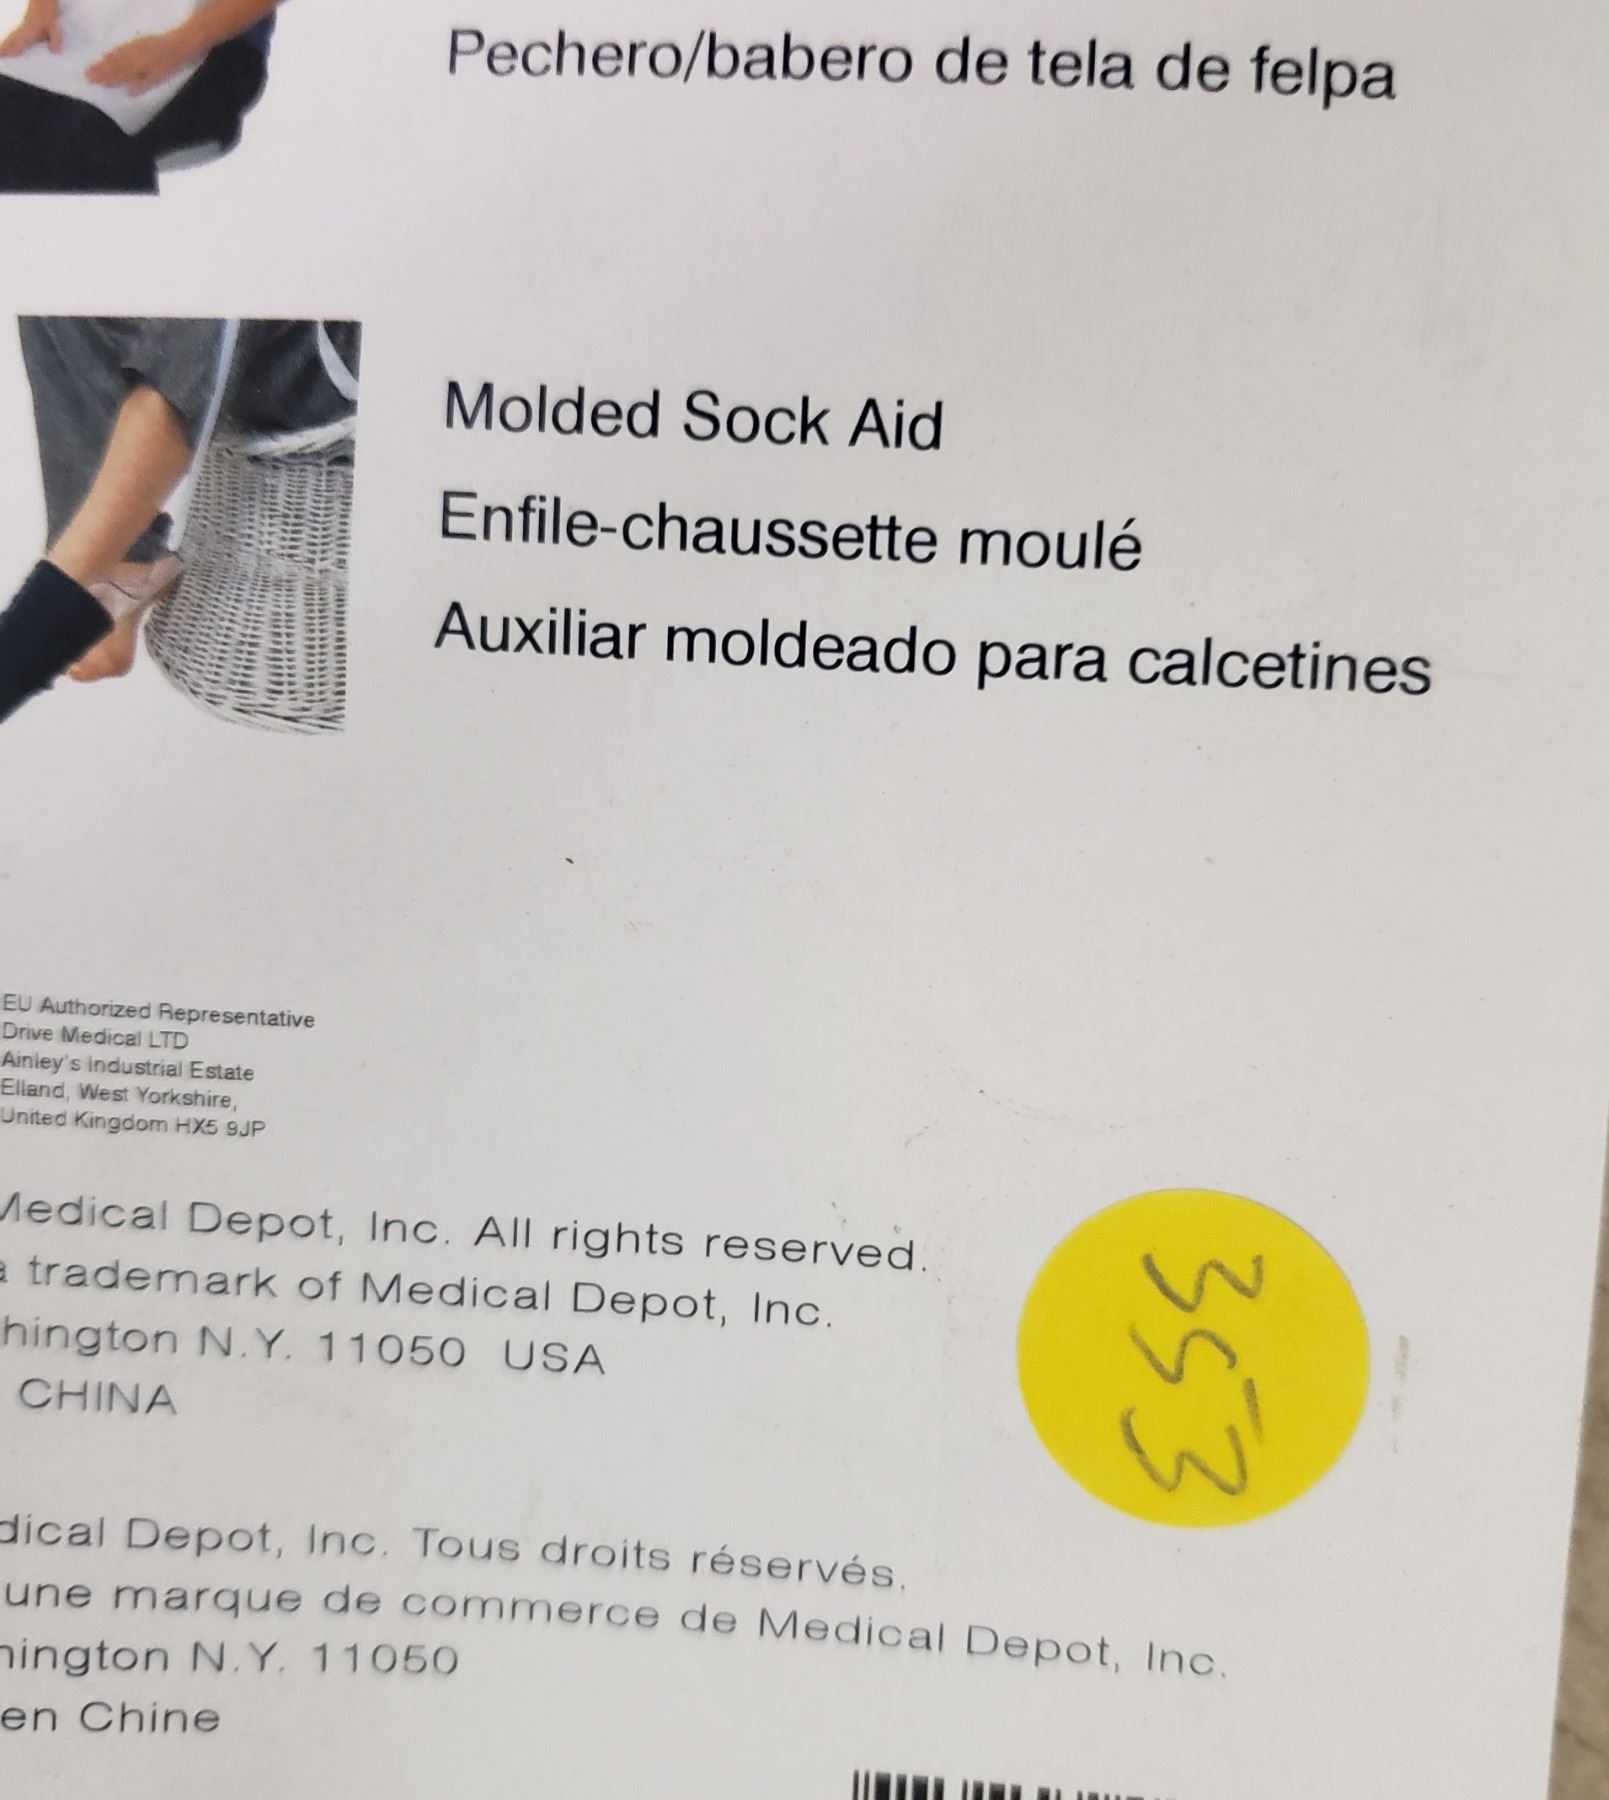 Pechero/babero de tela de felpa
Molded Sock Aid
Enfile-chaussette moulé
Auxiliar moldeado para calcetines
EU Authorized Representative
Drive Medical LTD
Ainley's Industrial Estate
Elland, West Yorkshire,
United Kingdom HX5 9JP
Medical Depot, Inc. All rights reserved.
a trademark of Medical Depot, Inc.
hington N.Y. 11050 USA
CHINA
353
dical Depot, Inc. Tous droits réservés.
une marque de commerce de Medical Depot, Inc.
hington N.Y. 11050
en Chine